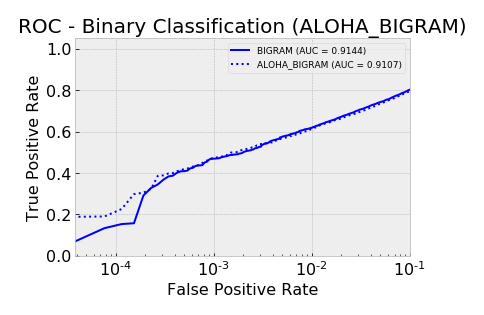 ROC - Binary Classification (ALOHA_BIGRAM)
BIGRAM (AUC = 0.9144)
ALOHA_BIGRAM (AUC = 0.9107)
True Positive Rate
1.0
0.8
0.6
0.4
0.2
0.0
10⁻⁴ 10⁻³ 10⁻² 10⁻¹
False Positive Rate